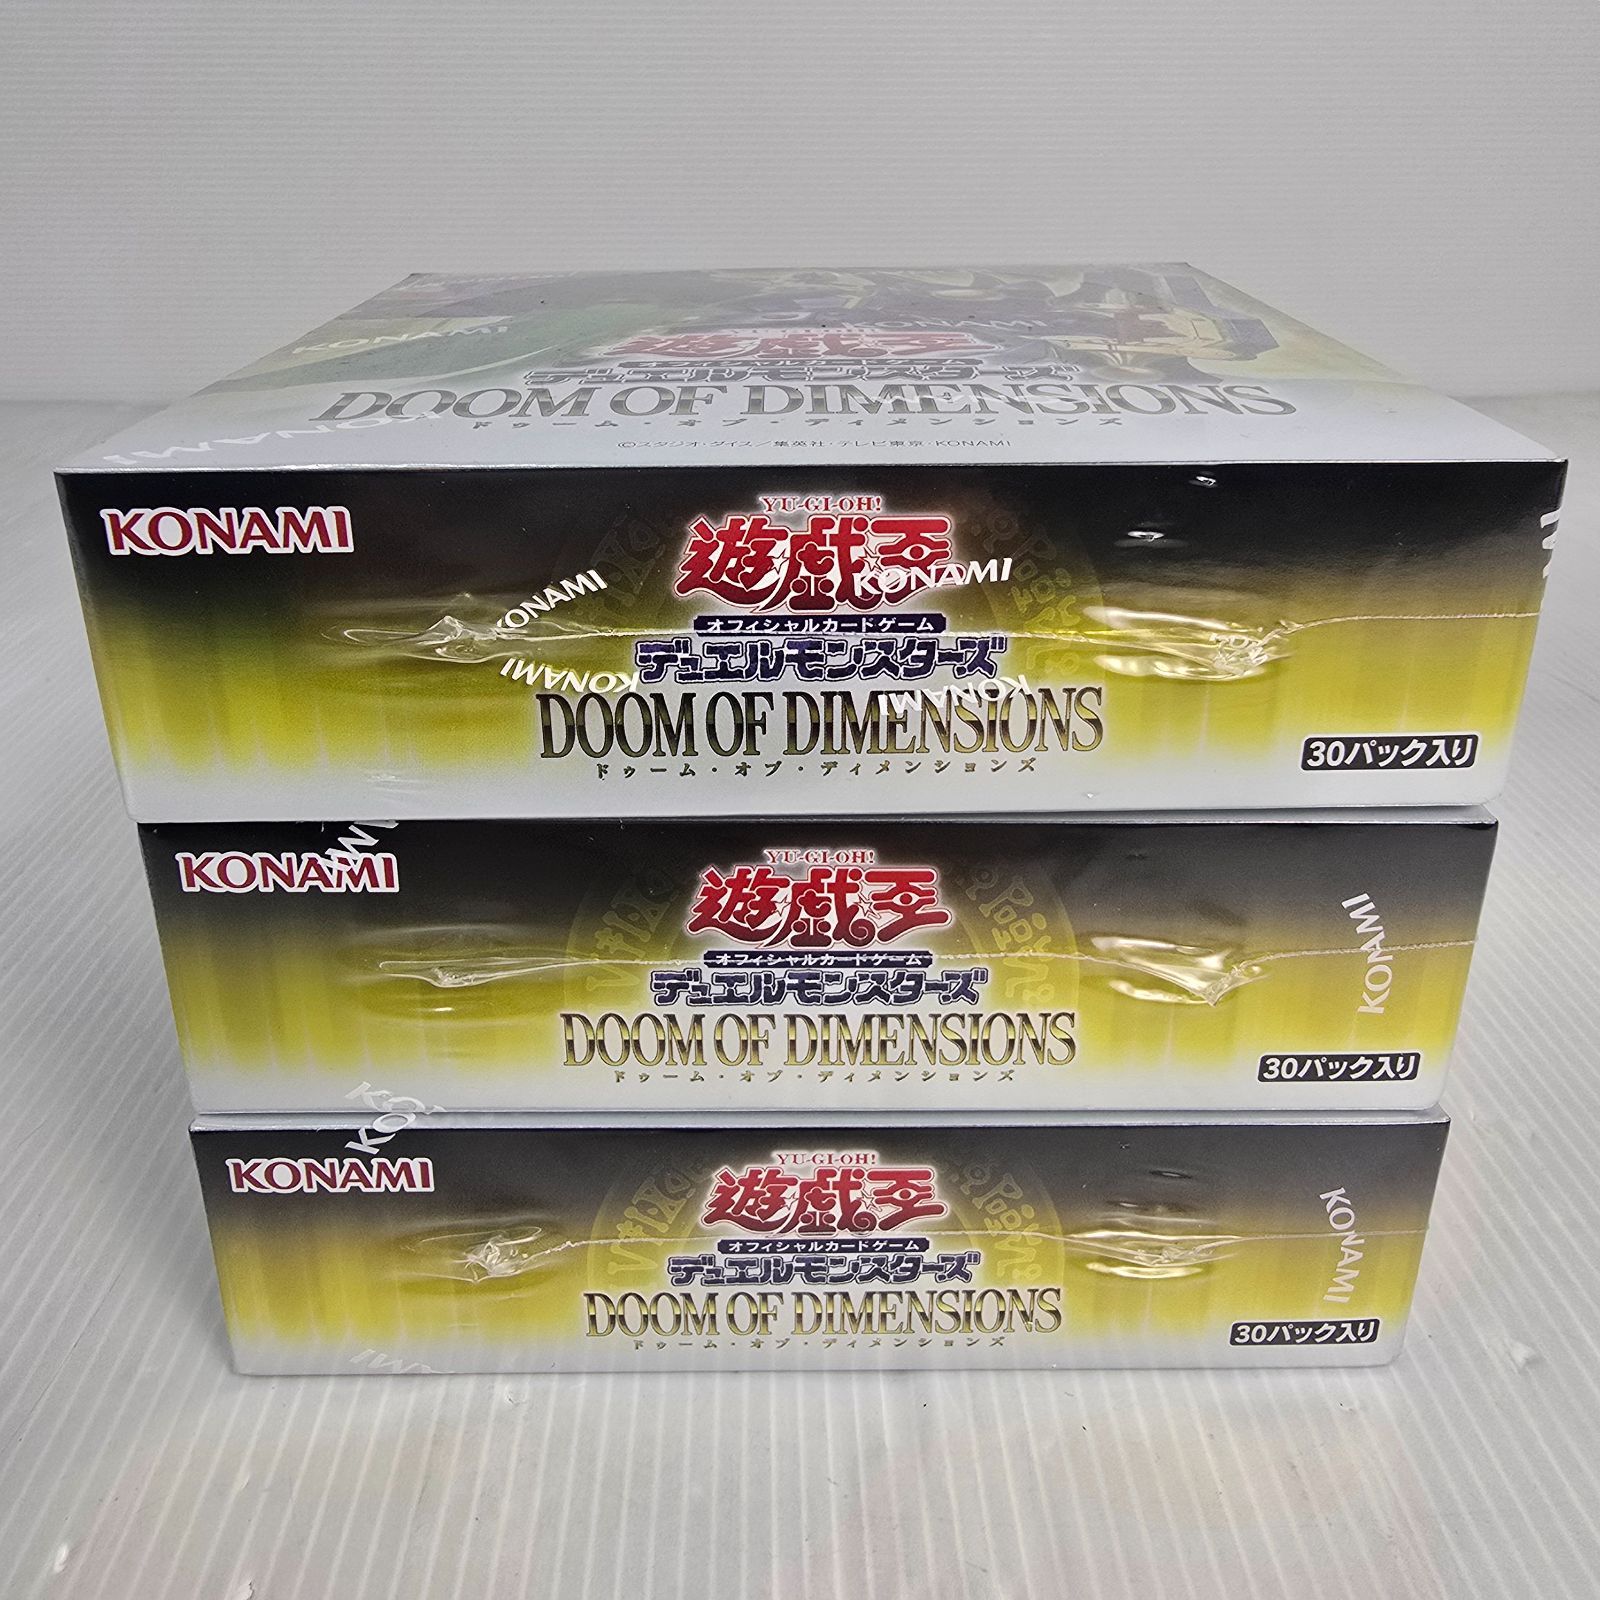 KONAMI
KONAMI
YU-GI-OH!
遊戯王
オフィシャルカードゲーム
デュエルモンスターズ
DOOM OF DIMENSIONS
ドゥーム・オブ・ディメンションズ
KONAMI
©スタジオ・ダイス/集英社・テレビ東京・KONAMI
KONAMI
YU-GI-OH!
遊戯王
KONAMI
KONAMI
オフィシャルカードゲーム
デュエルモンスターズ
KONAMI
KONAMI
KONAMI
DOOM OF DIMENSIONS
ドゥーム・オブ・ディメンションズ
30パック入り
KONAMI
YU-GI-OH!
遊戯王
オフィシャルカードゲーム
デュエルモンスターズ
KONAMI
DOOM OF DIMENSIONS
ドゥーム・オブ・ディメンションズ
30パック入り
KONAMI
YU-GI-OH!
遊戯王
オフィシャルカードゲーム
デュエルモンスターズ
KONAMI
DOOM OF DIMENSIONS
ドゥーム・オブ・ディメンションズ
30パック入り